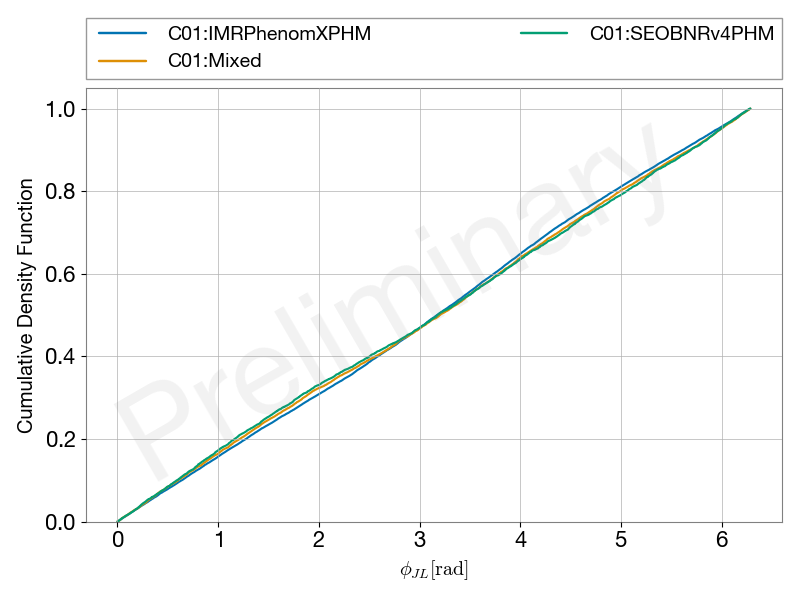 C01:IMRPhenomXPHM
C01:Mixed
C01:SEOBNRv4PHM
Preliminary
Cumulative Density Function
1.0
0.8
0.6
0.4
0.2
0.0
0 1 2 3 4 5 6
ϕ_JL[rad]